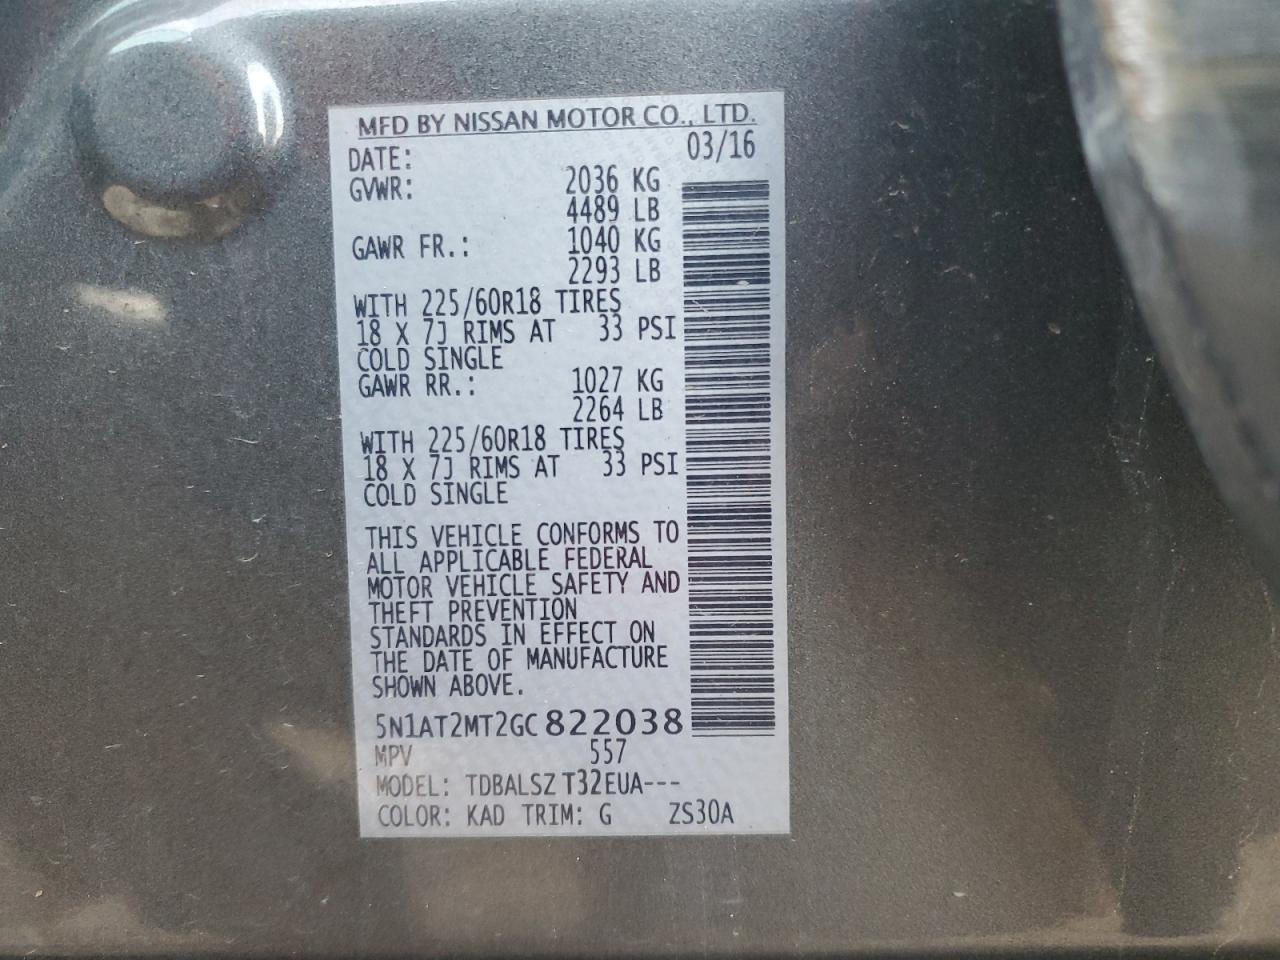 MFD BY NISSAN MOTOR CO., LTD.
DATE: 03/16
GVWR: 2036 KG
4489 LB
GAWR FR.: 1040 KG
2293 LB
WITH 225/60R18 TIRES
18 X 7J RIMS AT 33 PSI
COLD SINGLE
GAWR RR.: 1027 KG
2264 LB
WITH 225/60R18 TIRES
18 X 7J RIMS AT 33 PSI
COLD SINGLE
THIS VEHICLE CONFORMS TO
ALL APPLICABLE FEDERAL
MOTOR VEHICLE SAFETY AND
THEFT PREVENTION
STANDARDS IN EFFECT ON
THE DATE OF MANUFACTURE
SHOWN ABOVE.
5N1AT2MT2GC822038
MPV 557
MODEL: TDBALSZ T32EUA---
COLOR: KAD TRIM: G ZS30A